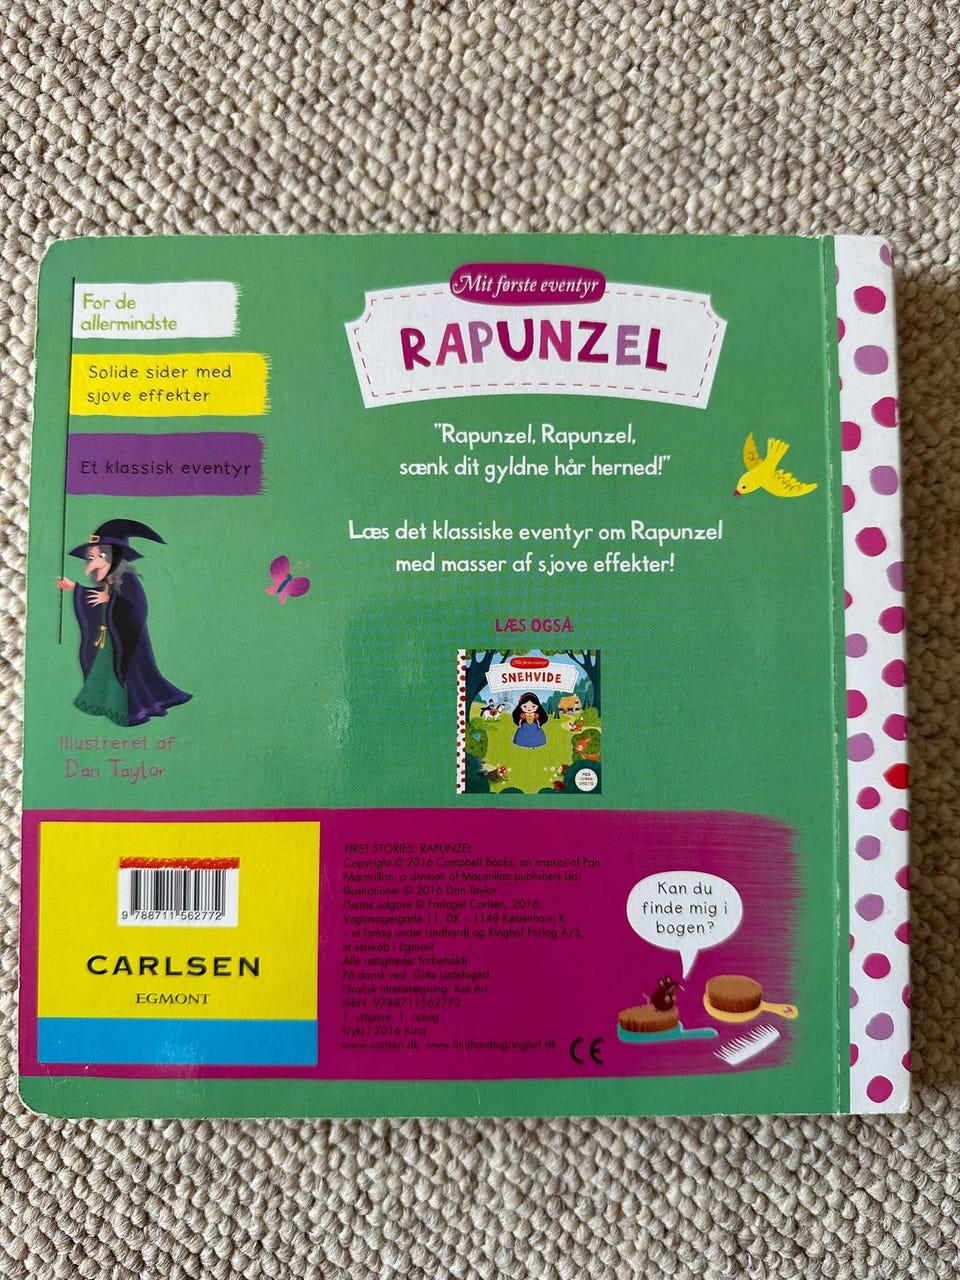 For de
allermindste
Solide sider med
sjove effekter
Et klassisk eventyr
Mit første eventyr
RAPUNZEL
"Rapunzel, Rapunzel,
sænk dit gyldne hår herned!"
Læs det klassiske eventyr om Rapunzel
med masser af sjove effekter!
LÆS OGSÅ:
Mit første eventyr
SNEHVIDE
Illustreret af
Dan Taylor
9 788711 562772
CARLSEN
EGMONT
FIRST STORIES: RAPUNZEL
Copyright © 2016 Campbell Books, an imprint of Pan
Macmillan, a division of Macmillan publishers Ltd
Illustrationer © 2016 Dan Taylor
Denne udgave © Forlaget Carlsen, 2016,
Vognmagergade 11, DK – 1148 København K
– et forlag under Lindhardt og Ringhof Forlag A/S,
et selskab i Egmont
Alle rettigheder forbeholdt
På dansk ved: Gitte Ladefoged
Grafisk tilrettelægning: Kat-Art
ISBN: 9788711562772
1. udgave, 1. oplag
Trykt i 2016 Kina
www.carlsen.dk www.lindhardtogringhof.dk
CE
Kan du
finde mig i
bogen?